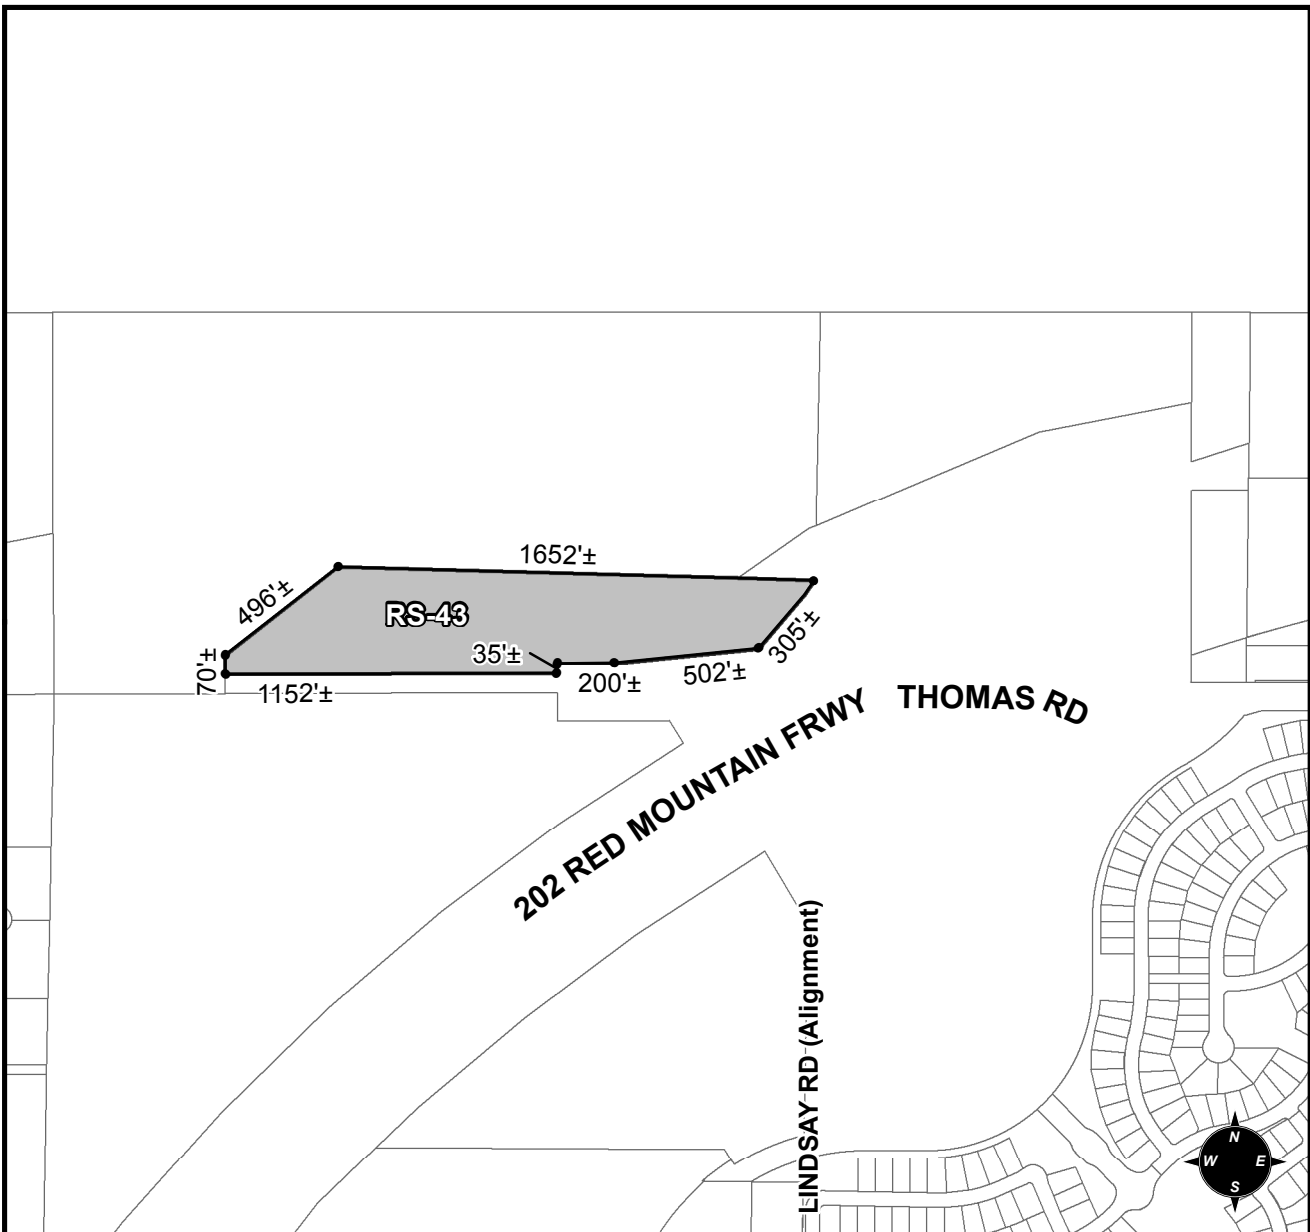 1652'±
496'±
RS-43
305'±
35'±
70'±
502'±
200'±
1152'±
202 RED MOUNTAIN FRWY
THOMAS RD
LINDSAY RD (Alignment)
N
W E
S